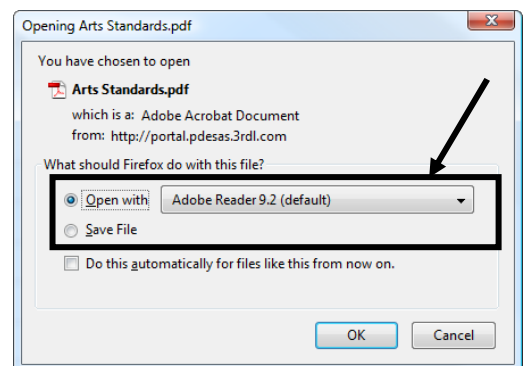 Opening Arts Standards.pdf
You have chosen to open
Arts Standards.pdf
which is a: Adobe Acrobat Document
from: http://portal.pdesas.3rdl.com
What should Firefox do with this file?
Open with Adobe Reader 9.2 (default)
Save File
Do this automatically for files like this from now on.
OK Cancel